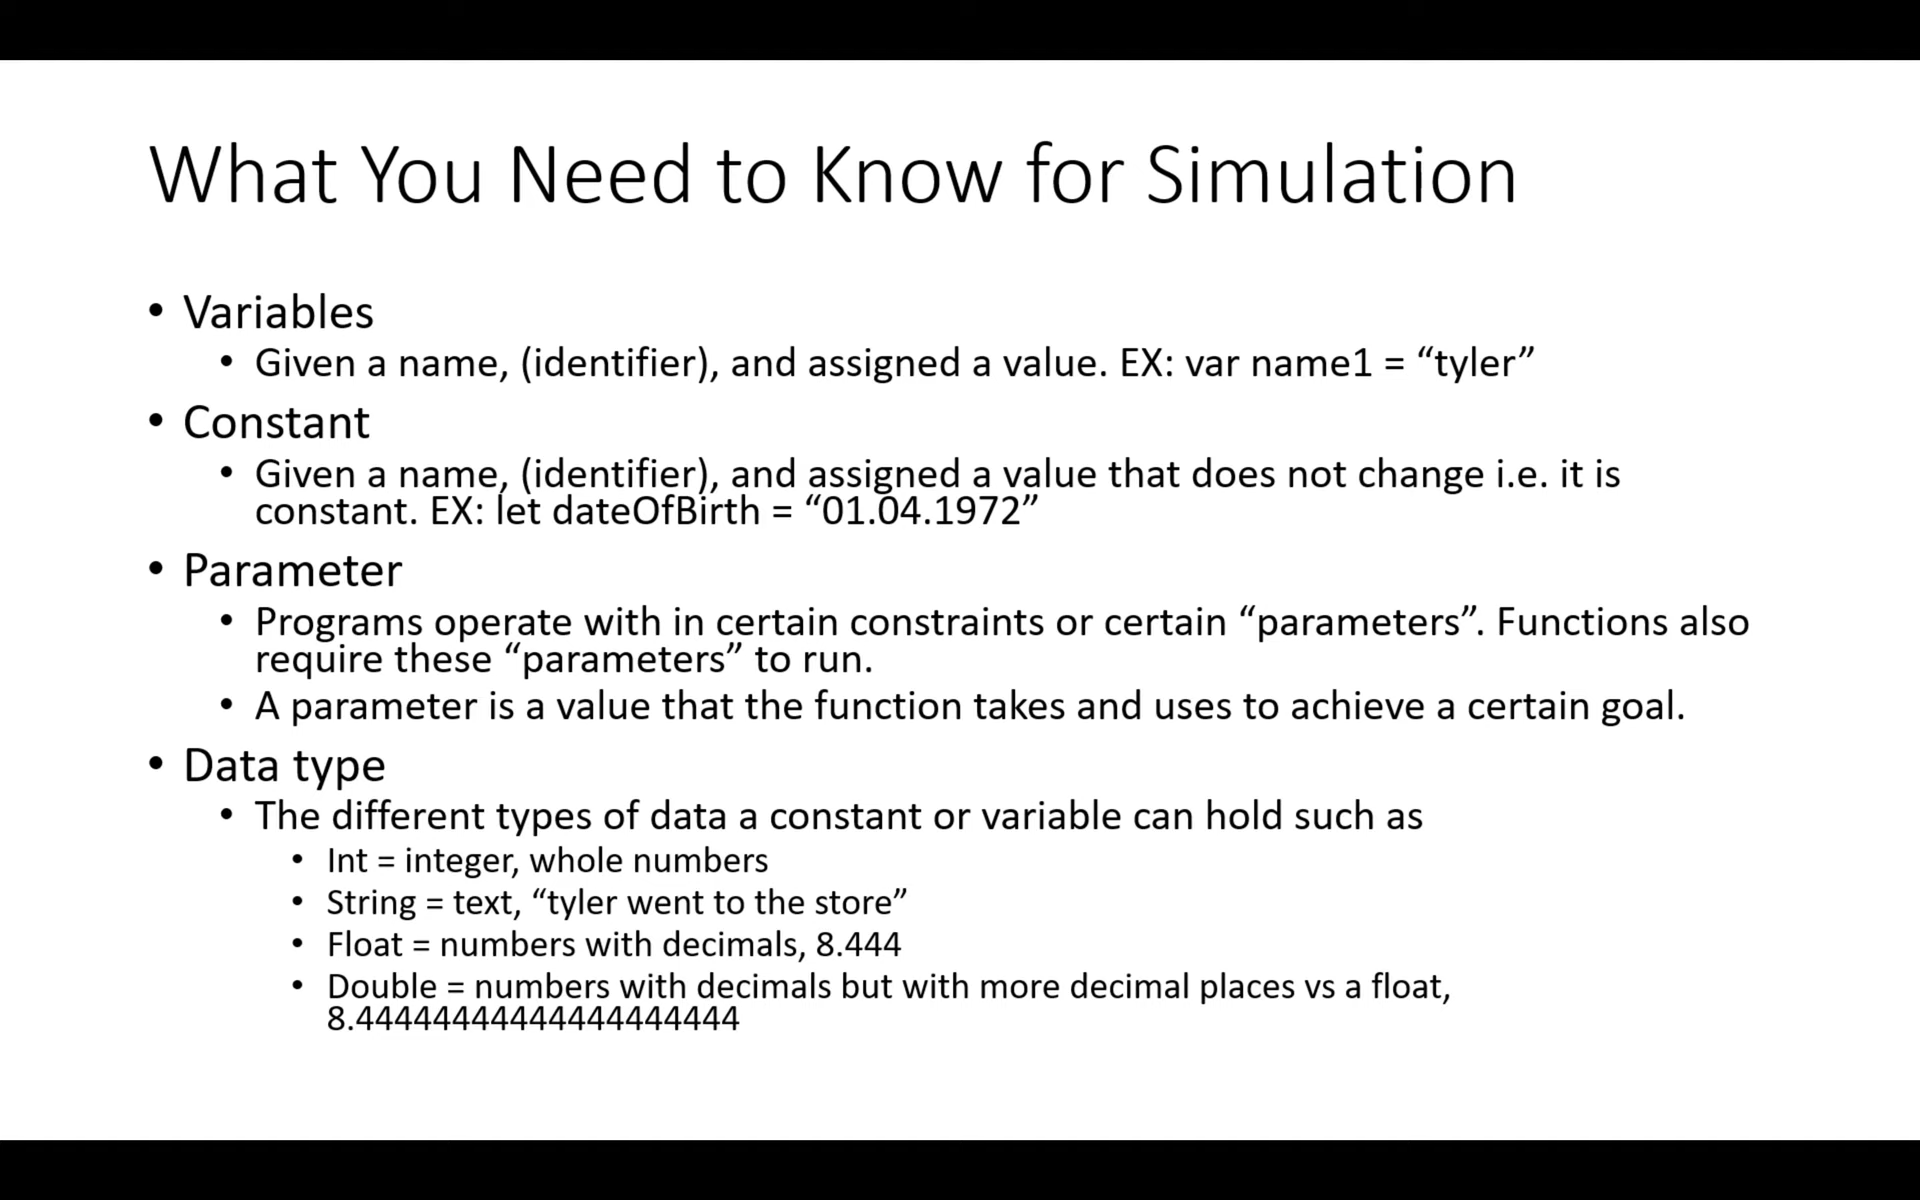 What You Need to Know for Simulation
• Variables
• Given a name, (identifier), and assigned a value. EX: var name1 = “tyler”
• Constant
• Given a name, (identifier), and assigned a value that does not change i.e. it is
constant. EX: let dateOfBirth = “01.04.1972”
• Parameter
• Programs operate with in certain constraints or certain “parameters”. Functions also
require these “parameters” to run.
• A parameter is a value that the function takes and uses to achieve a certain goal.
• Data type
• The different types of data a constant or variable can hold such as
• Int = integer, whole numbers
• String = text, “tyler went to the store”
• Float = numbers with decimals, 8.444
• Double = numbers with decimals but with more decimal places vs a float,
8.44444444444444444444